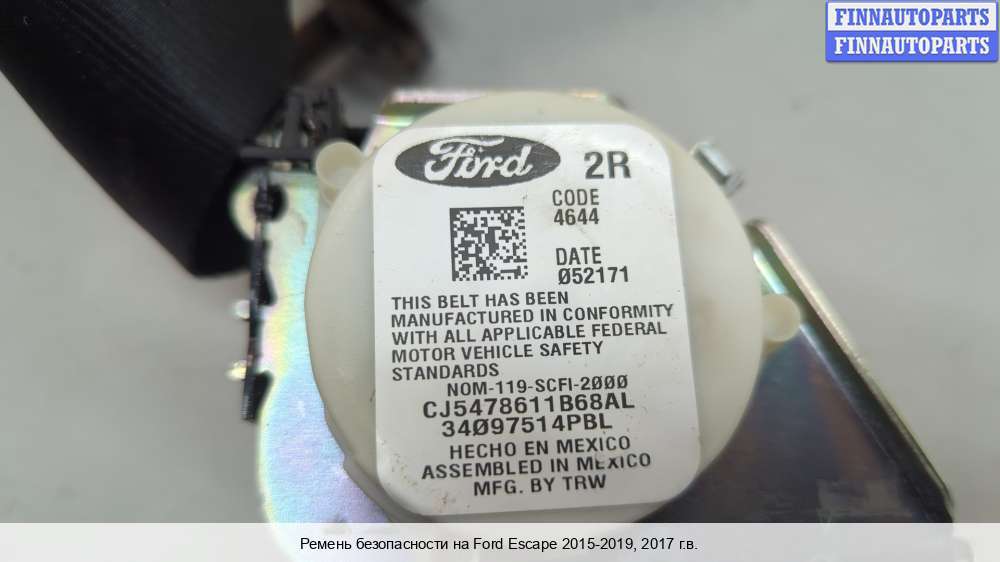 FINNAUTOPARTS
FINNAUTOPARTS
Ford 2R
CODE
4644
DATE
Ø52171
THIS BELT HAS BEEN
MANUFACTURED IN CONFORMITY
WITH ALL APPLICABLE FEDERAL
MOTOR VEHICLE SAFETY
STANDARDS
NOM-119-SCFI-2ØØØ
CJ5478611B68AL
34Ø97514PBL
HECHO EN MEXICO
ASSEMBLED IN MEXICO
MFG. BY TRW
Ремень безопасности на Ford Escape 2015-2019, 2017 г.в.